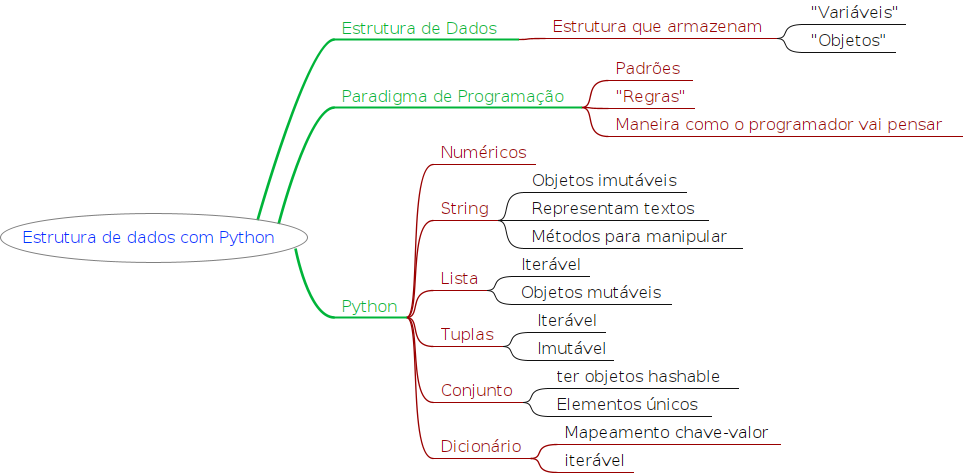 Estrutura de dados com Python
Estrutura de Dados
Estrutura que armazenam
"Variáveis"
"Objetos"
Paradigma de Programação
Padrões
"Regras"
Maneira como o programador vai pensar
Python
Numéricos
String
Objetos imutáveis
Representam textos
Métodos para manipular
Lista
Iterável
Objetos mutáveis
Tuplas
Iterável
Imutável
Conjunto
ter objetos hashable
Elementos únicos
Dicionário
Mapeamento chave-valor
iterável